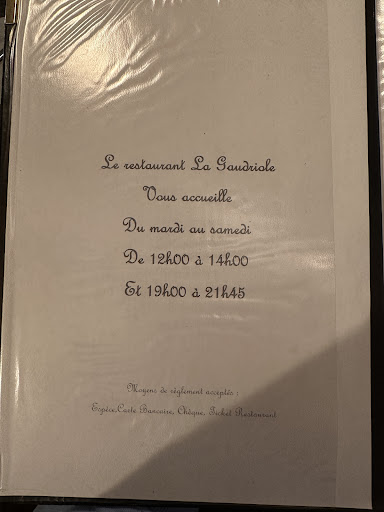 Le restaurant La Gaudriole
Vous accueille
Du mardi au samedi
De 12h00 à 14h00
Et 19h00 à 21h45
Moyens de règlement acceptés :
Espèce,Carte Bancaire, Chèque, Ticket Restaurant